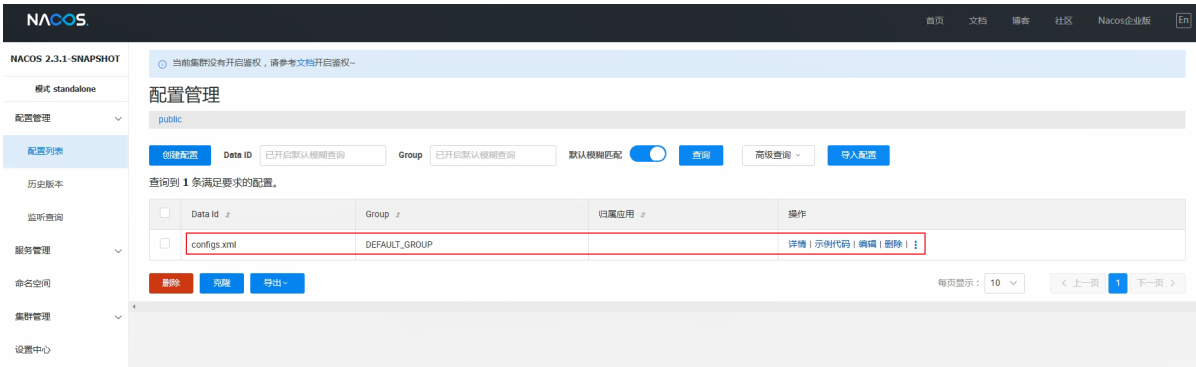 NACOS. 首页 文档 博客 社区 Nacos企业版 En
NACOS 2.3.1-SNAPSHOT
当前集群没有开启鉴权，请参考文档开启鉴权~
模式 standalone
配置管理
配置管理
public
配置列表
创建配置 Data ID 已开启默认模糊查询 Group 已开启默认模糊查询 默认模糊匹配 查询 高级查询 导入配置
历史版本
查询到 1 条满足要求的配置。
监听查询
Data Id Group 归属应用 操作
服务管理
configs.xml DEFAULT_GROUP 详情 | 示例代码 | 编辑 | 删除 |
命名空间
删除 克隆 导出 每页显示： 10 < 上一页 1 下一页 >
集群管理
设置中心